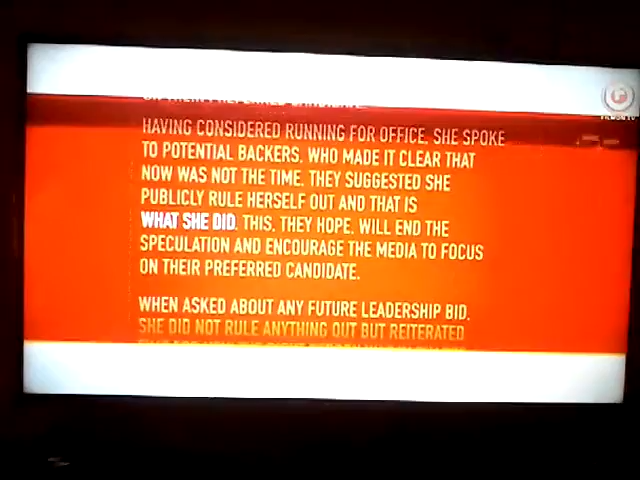 HAVING CONSIDERED RUNNING FOR OFFICE, SHE SPOKE
TO POTENTIAL BACKERS, WHO MADE IT CLEAR THAT
NOW WAS NOT THE TIME. THEY SUGGESTED SHE
PUBLICLY RULE HERSELF OUT AND THAT IS
WHAT SHE DID. THIS, THEY HOPE, WILL END THE
SPECULATION AND ENCOURAGE THE MEDIA TO FOCUS
ON THEIR PREFERRED CANDIDATE.
WHEN ASKED ABOUT ANY FUTURE LEADERSHIP BID,
SHE DID NOT RULE ANYTHING OUT BUT REITERATED